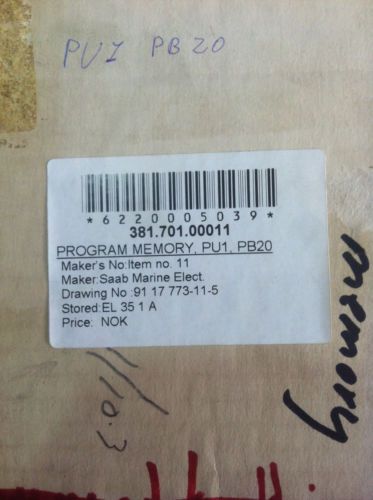 PU1 PB20
*6220005039*
381.701.00011
PROGRAM MEMORY, PU1, PB20
Maker's No:Item no. 11
Maker:Saab Marine Elect.
Drawing No :91 17 773-11-5
Stored:EL 35 1 A
Price: NOK
memory